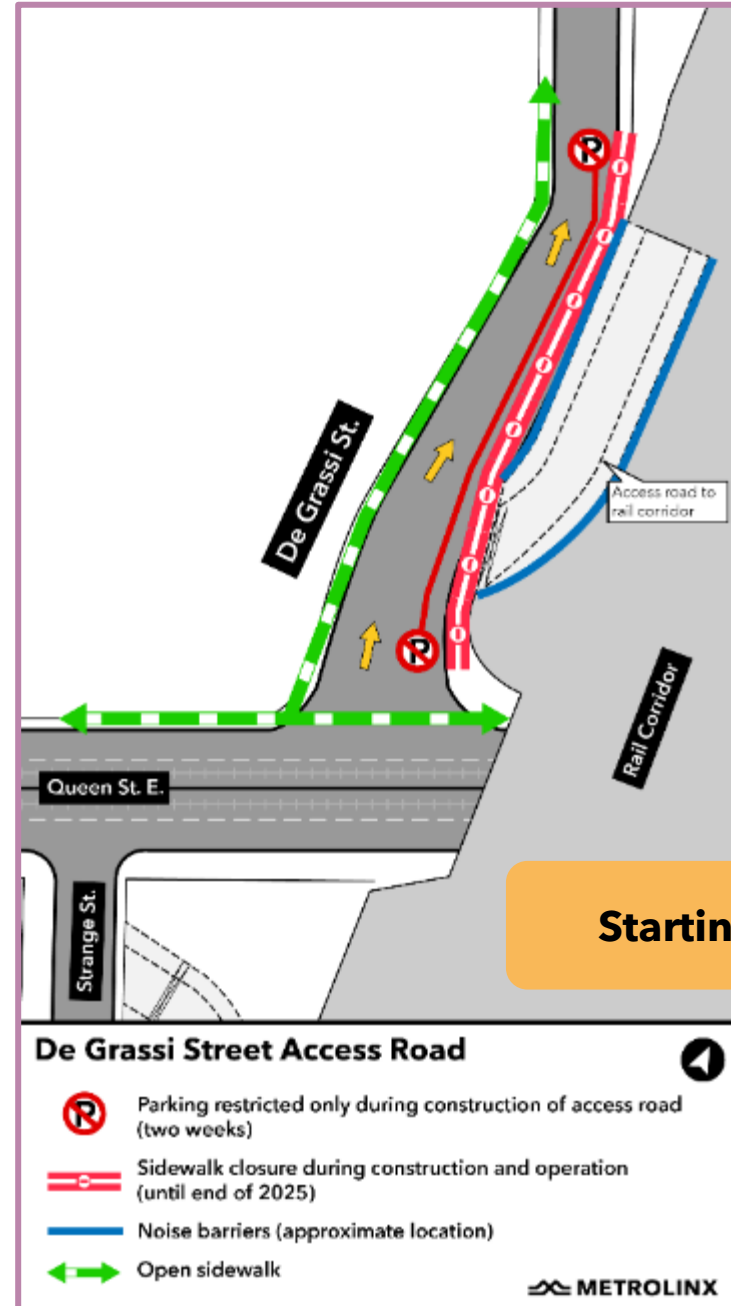 P
De Grassi St.
Access road to
rail corridor
P
Rail Corridor
Queen St. E.
Strange St.
Startin
De Grassi Street Access Road
P Parking restricted only during construction of access road
(two weeks)
Sidewalk closure during construction and operation
(until end of 2025)
Noise barriers (approximate location)
Open sidewalk
METROLINX